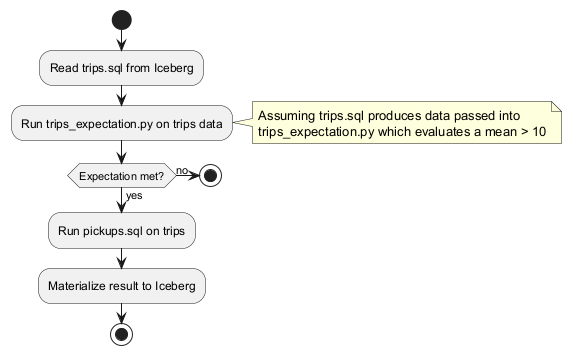 Read trips.sql from Iceberg
Run trips_expectation.py on trips data
Assuming trips.sql produces data passed into
trips_expectation.py which evaluates a mean > 10
Expectation met?
no
yes
Run pickups.sql on trips
Materialize result to Iceberg